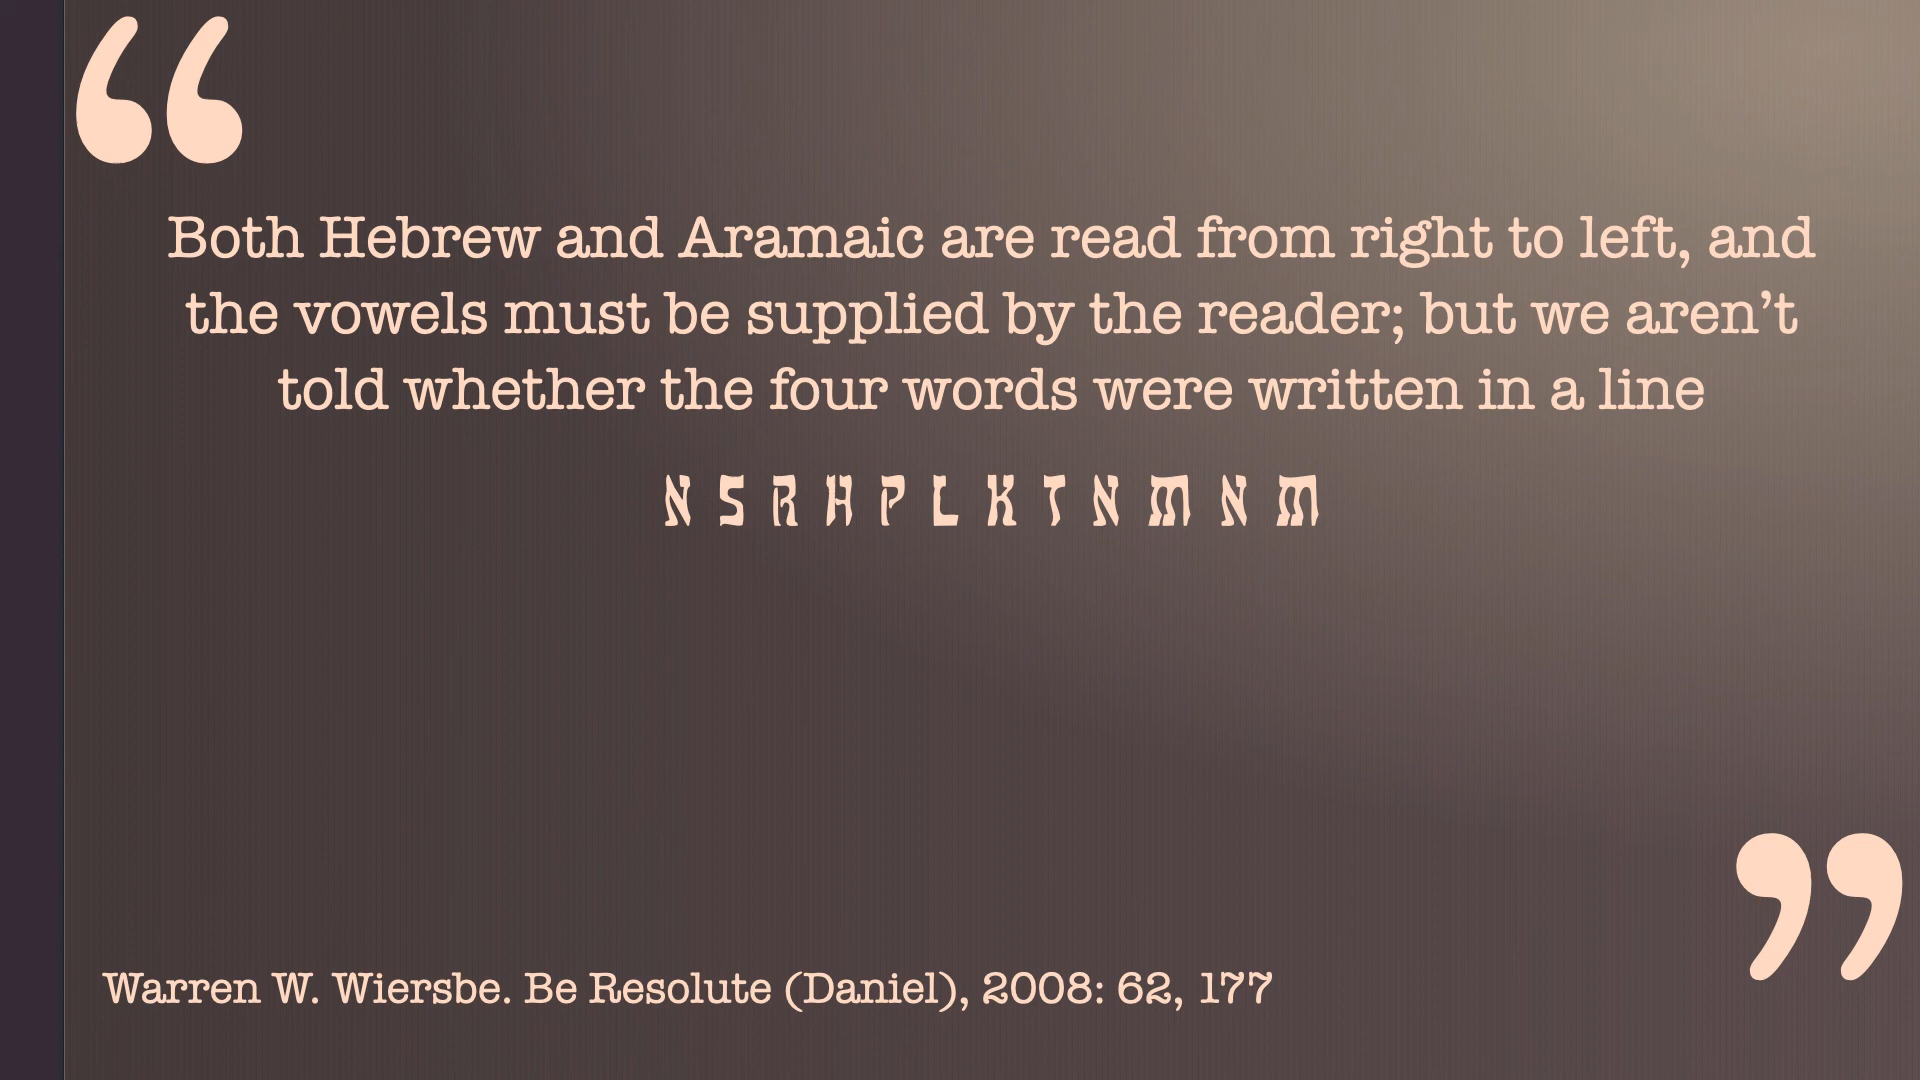 “
Both Hebrew and Aramaic are read from right to left, and
the vowels must be supplied by the reader; but we aren’t
told whether the four words were written in a line
N S R H P L K T N M N M
”
Warren W. Wiersbe. Be Resolute (Daniel), 2008: 62, 177